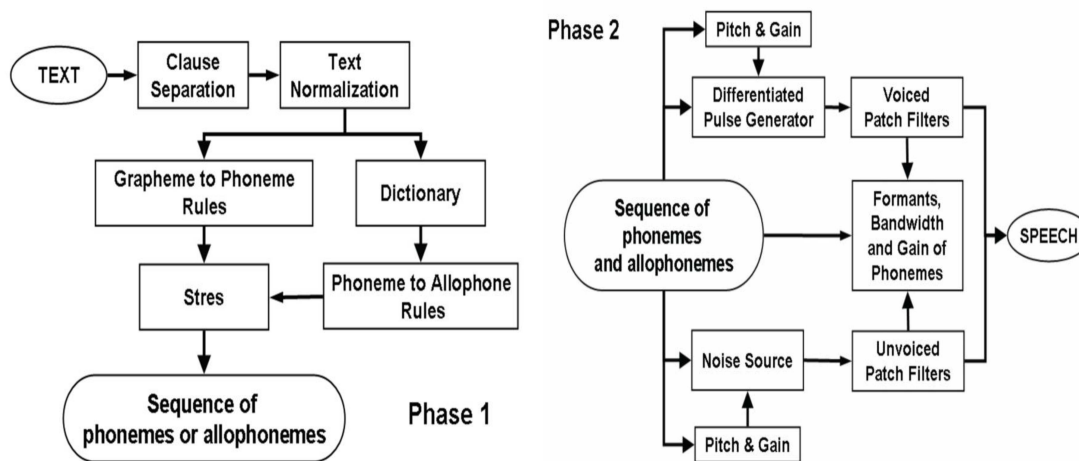 TEXT
Clause
Separation
Text
Normalization
Grapheme to Phoneme
Rules
Dictionary
Stres
Phoneme to Allophone
Rules
Sequence of
phonemes or allophonemes
Phase 1
Phase 2
Pitch & Gain
Differentiated
Pulse Generator
Voiced
Patch Filters
Sequence of
phonemes
and allophonemes
Formants,
Bandwidth
and Gain of
Phonemes
SPEECH
Noise Source
Unvoiced
Patch Filters
Pitch & Gain